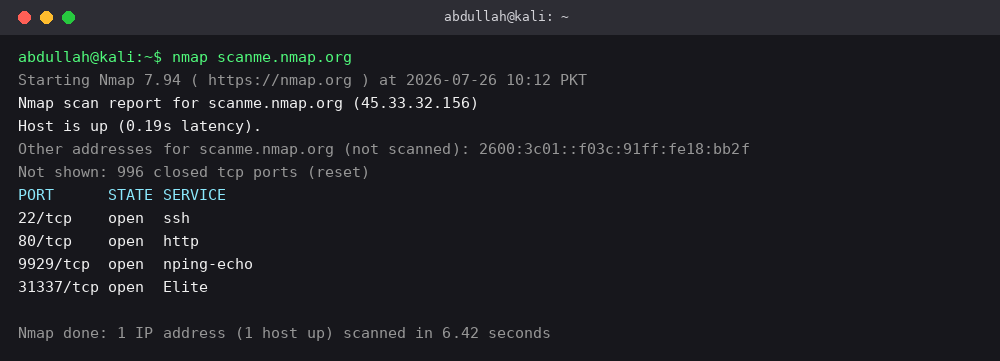 abdullah@kali: ~
abdullah@kali:~$ nmap scanme.nmap.org
Starting Nmap 7.94 ( https://nmap.org ) at 2026-07-26 10:12 PKT
Nmap scan report for scanme.nmap.org (45.33.32.156)
Host is up (0.19s latency).
Other addresses for scanme.nmap.org (not scanned): 2600:3c01::f03c:91ff:fe18:bb2f
Not shown: 996 closed tcp ports (reset)
PORT      STATE SERVICE
22/tcp    open  ssh
80/tcp    open  http
9929/tcp  open  nping-echo
31337/tcp open  Elite
Nmap done: 1 IP address (1 host up) scanned in 6.42 seconds